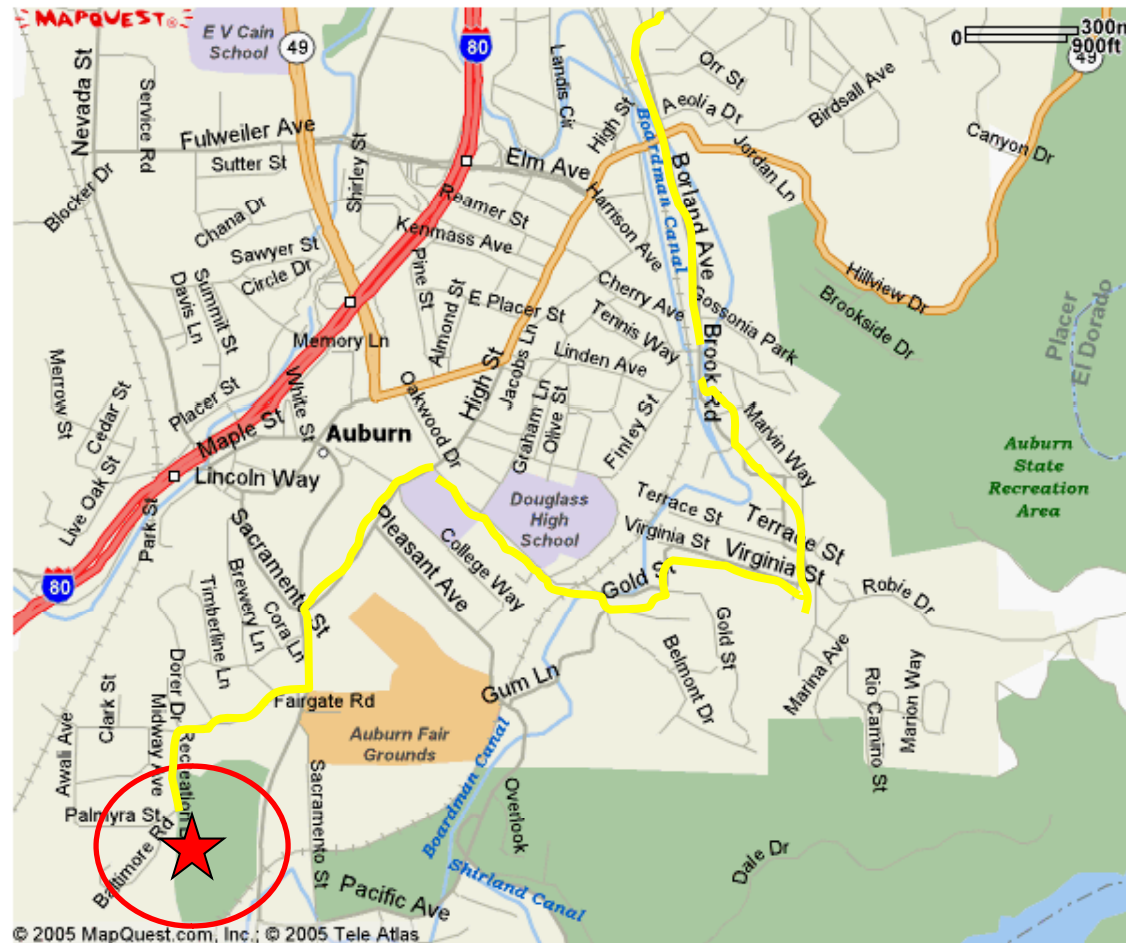 MAPQUEST®
E V Cain
School
49
80
0
300m
900ft
49
Nevada St
Service Rd
Landis Cir
Orr St
Birdsall Ave
Aeolia Dr
High St
Canyon Dr
Fulweiler Ave
Sutter St
Shirley St
Elm Ave
Boardman Canal
Jordan Ln
Borland Ave
Blocker Dr
Chana Dr
Reamer St
Harrison Ave
Kenmass Ave
Sawyer St
Circle Dr
Pine St
Hillview Dr
Brookside Dr
Placer
El Dorado
Davis Ln
Summit St
E Placer St
Cherry Ave
Gossonia Park
Almond St
Tennis Way
Memory Ln
Linden Ave
Brook Rd
Merrow St
Cedar St
Placer St
White St
Oakwood Dr
High St
Jacobs Ln
Graham Ln
Olive St
Finley St
Marvin Way
Maple St
Auburn
Auburn
State
Recreation
Area
Live Oak St
Lincoln Way
Park St
Douglass
High
School
Terrace St
Terrace St
Virginia St
Virginia St
Sacramento St
Pleasant Ave
College Way
80
Gold St
Robie Dr
Timberline Ln
Brewery Ln
Cora Ln
Gold St
Belmont Dr
Marina Ave
Rio Camino St
Marion Way
Gum Ln
Dorer Dr
Fairgate Rd
Clark St
Midway Ave
Awali Ave
Recreation D
Auburn Fair
Grounds
Boardman Canal
Sacramento St
Overlook
Palmyra St
Baltimore Rd
Dale Dr
Shirland Canal
Pacific Ave
© 2005 MapQuest.com, Inc.; © 2005 Tele Atlas